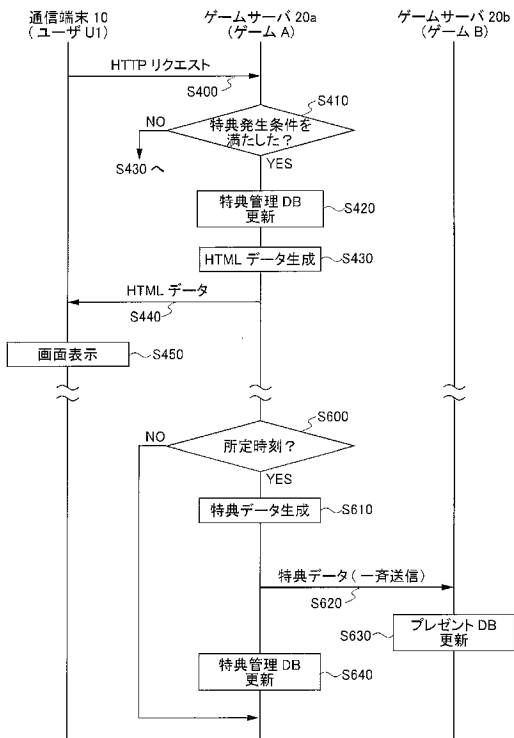 通信端末 10
(ユーザ U1)
ゲームサーバ 20a
(ゲーム A)
ゲームサーバ 20b
(ゲーム B)
HTTP リクエスト
S400
S410
特典発生条件を
満たした?
NO
S430 へ
YES
特典管理 DB
更新
S420
HTML データ生成
S430
HTML データ
S440
画面表示
S450
S600
所定時刻?
NO
YES
特典データ生成
S610
特典データ(一斉送信)
S620
プレゼント DB
更新
S630
特典管理 DB
更新
S640